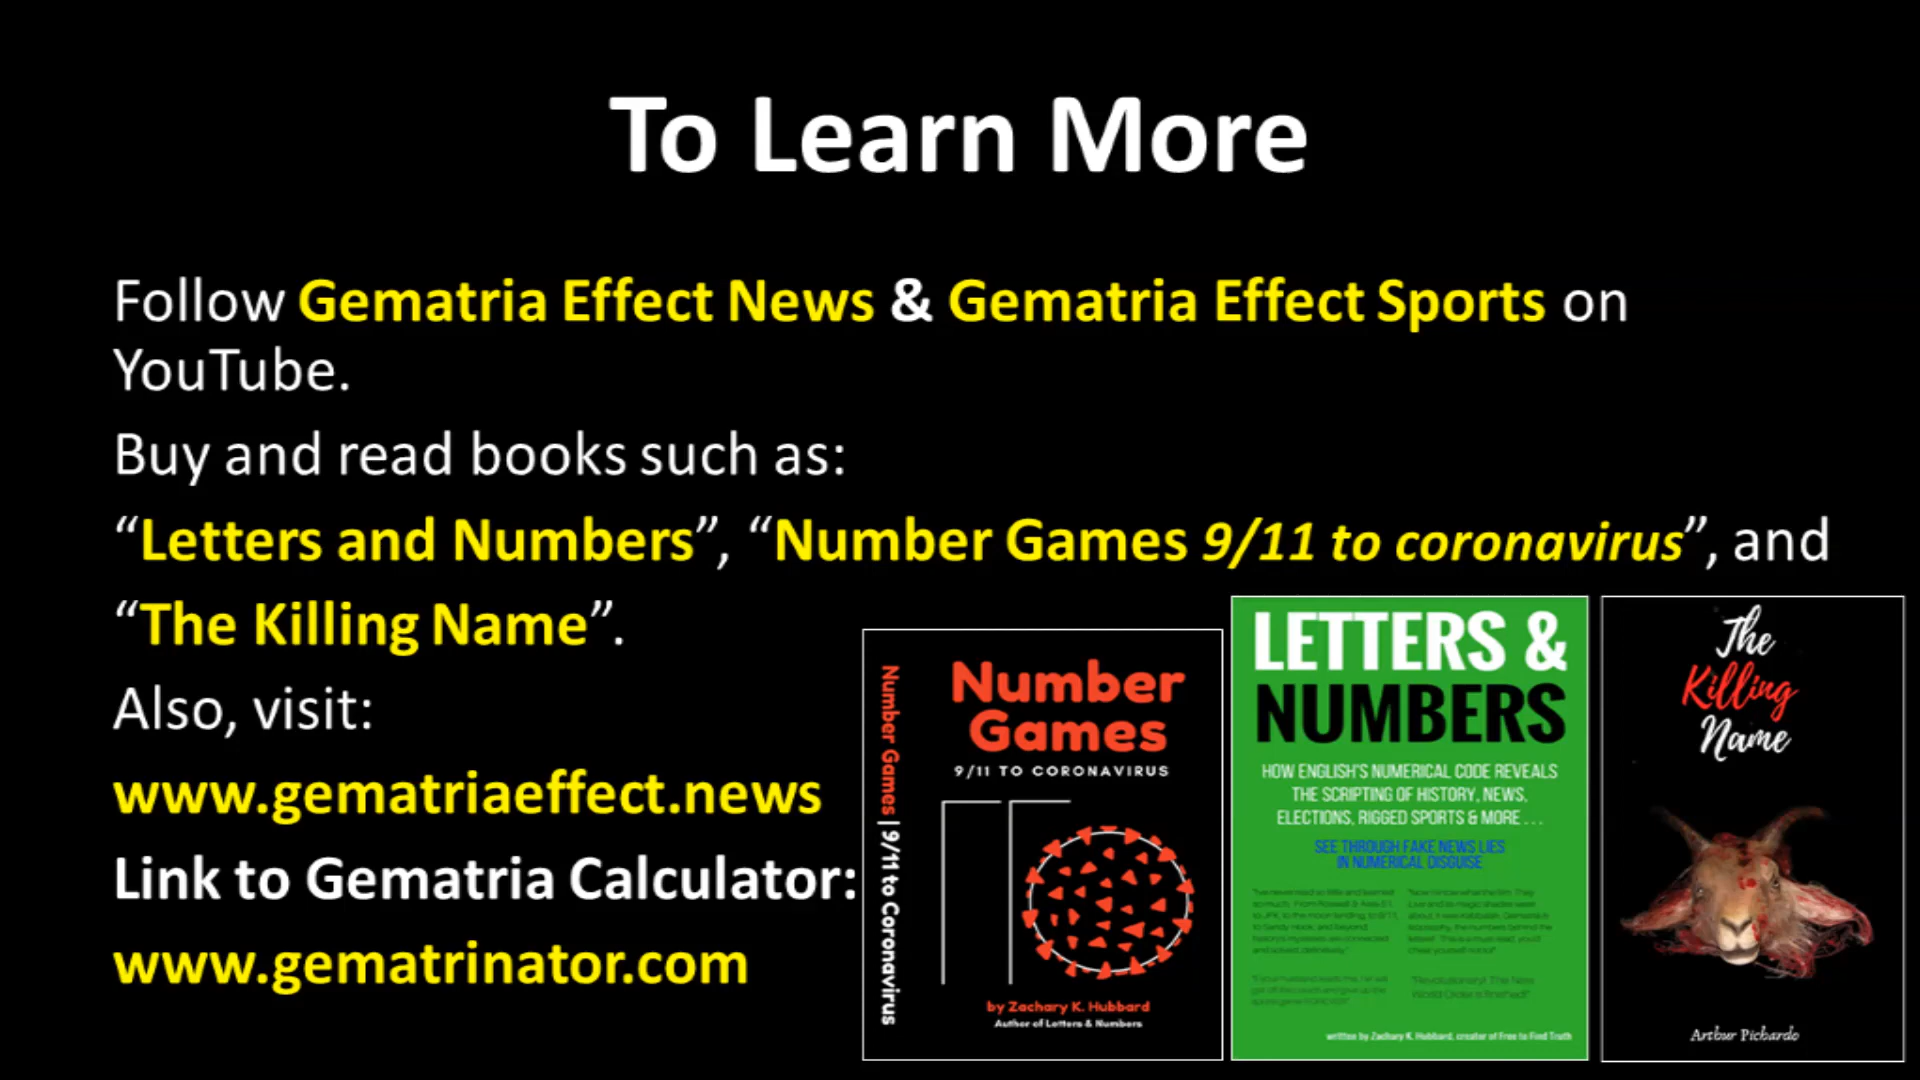 To Learn More
Follow Gematria Effect News & Gematria Effect Sports on
YouTube.
Buy and read books such as:
“Letters and Numbers”, “Number Games 9/11 to coronavirus”, and
“The Killing Name”.
Also, visit:
www.gematriaeffect.news
Link to Gematria Calculator:
www.gematrinator.com
Number Games | 9/11 to Coronavirus
Number
Games
9/11 TO CORONAVIRUS
by Zachary K. Hubbard
Author of Letters & Numbers
LETTERS &
NUMBERS
HOW ENGLISH'S NUMERICAL CODE REVEALS
THE SCRIPTING OF HISTORY, NEWS,
ELECTIONS, RIGGED SPORTS & MORE . . .
SEE THROUGH FAKE NEWS LIES
IN NUMERICAL DISGUISE
written by Zachary K. Hubbard, creator of Free to Find Truth
The
Killing
Name
Arthur Pichardo